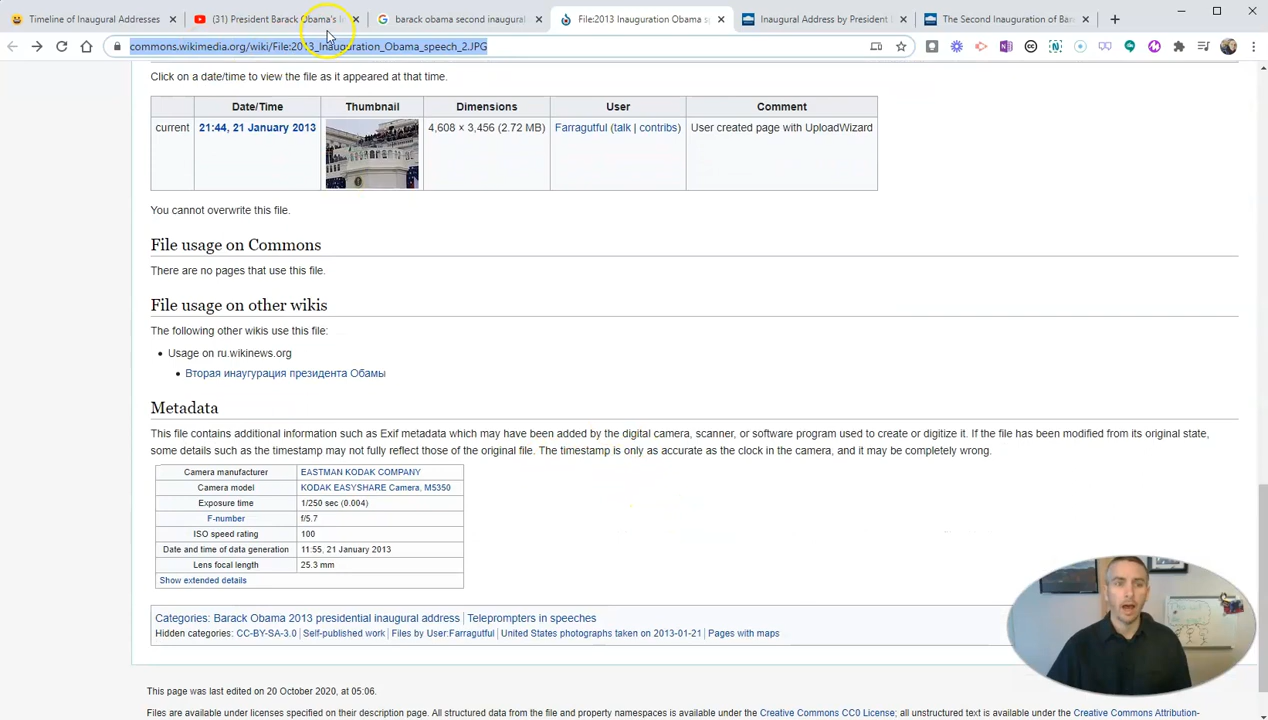 Timeline of Inaugural Addresses
(31) President Barack Obama's
barack obama second inaugural
File:2013 Inauguration Obama
Inaugural Address by President
The Second Inauguration of Bar
commons.wikimedia.org/wiki/File:2013_Inauguration_Obama_speech_2.JPG
Click on a date/time to view the file as it appeared at that time.
Date/Time Thumbnail Dimensions User Comment
current 21:44, 21 January 2013 4,608 × 3,456 (2.72 MB) Farragutful (talk | contribs) User created page with UploadWizard
You cannot overwrite this file.
File usage on Commons
There are no pages that use this file.
File usage on other wikis
The following other wikis use this file:
• Usage on ru.wikinews.org
• Вторая инаугурация президента Обамы
Metadata
This file contains additional information such as Exif metadata which may have been added by the digital camera, scanner, or software program used to create or digitize it. If the file has been modified from its original state,
some details such as the timestamp may not fully reflect those of the original file. The timestamp is only as accurate as the clock in the camera, and it may be completely wrong.
Camera manufacturer EASTMAN KODAK COMPANY
Camera model KODAK EASYSHARE Camera, M5350
Exposure time 1/250 sec (0.004)
F-number f/5.7
ISO speed rating 100
Date and time of data generation 11:55, 21 January 2013
Lens focal length 25.3 mm
Show extended details
Categories: Barack Obama 2013 presidential inaugural address | Teleprompters in speeches
Hidden categories: CC-BY-SA-3.0 | Self-published work | Files by User:Farragutful | United States photographs taken on 2013-01-21 | Pages with maps
This page was last edited on 20 October 2020, at 05:06.
Files are available under licenses specified on their description page. All structured data from the file and property namespaces is available under the Creative Commons CC0 License; all unstructured text is available under the Creative Commons Attribution-